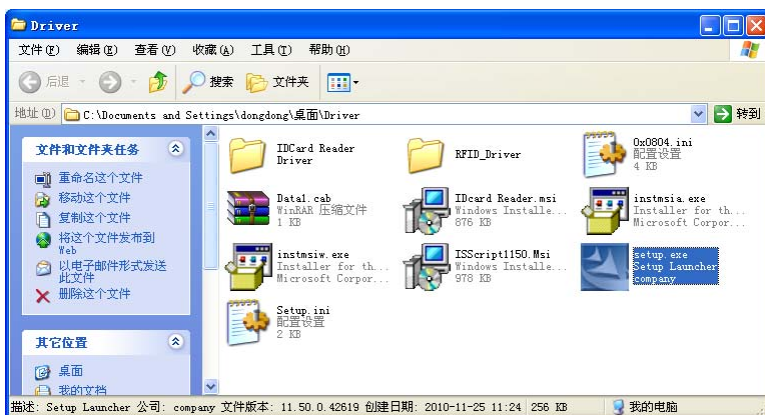 Driver
文件(F) 编辑(E) 查看(V) 收藏(A) 工具(T) 帮助(H)
后退 搜索 文件夹
地址(D) C:\Documents and Settings\dongdong\桌面\Driver 转到
文件和文件夹任务
重命名这个文件
移动这个文件
复制这个文件
将这个文件发布到
Web
以电子邮件形式发送
此文件
删除这个文件
其它位置
桌面
我的文档
IDCard Reader
Driver
RFID_Driver
0x0804.ini
配置设置
4 KB
Data1.cab
WinRAR 压缩文件
1 KB
IDcard Reader.msi
Windows Installe...
876 KB
instmsia.exe
Installer for th...
Microsoft Corpor...
instmsiw.exe
Installer for th...
Microsoft Corpor...
ISScript1150.Msi
Windows Installe...
978 KB
setup.exe
Setup Launcher
company
Setup.ini
配置设置
2 KB
描述: Setup Launcher 公司: company 文件版本: 11.50.0.42619 创建日期: 2010-11-25 11:24 256 KB 我的电脑